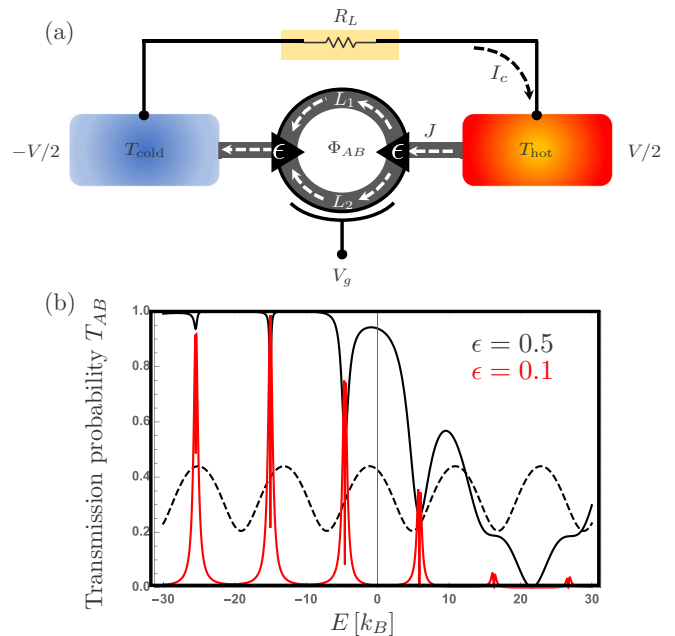 (a)
R_L
I_c
L_1
−V/2
T_cold
ϵ
Φ_AB
ϵ
J
T_hot
V/2
L_2
V_g
(b)
Transmission probability T_AB
1.0
0.8
0.6
0.4
0.2
0.0
ϵ = 0.5
ϵ = 0.1
−30 −20 −10 0 10 20 30
E [k_B]